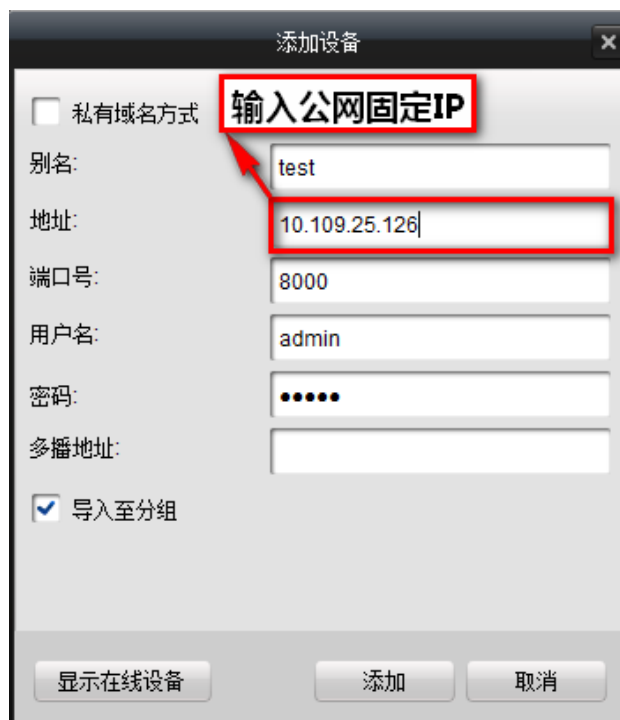 添加设备
私有域名方式
输入公网固定IP
别名:
test
地址:
10.109.25.126
端口号:
8000
用户名:
admin
密码:
•••••
多播地址:
导入至分组
显示在线设备
添加
取消